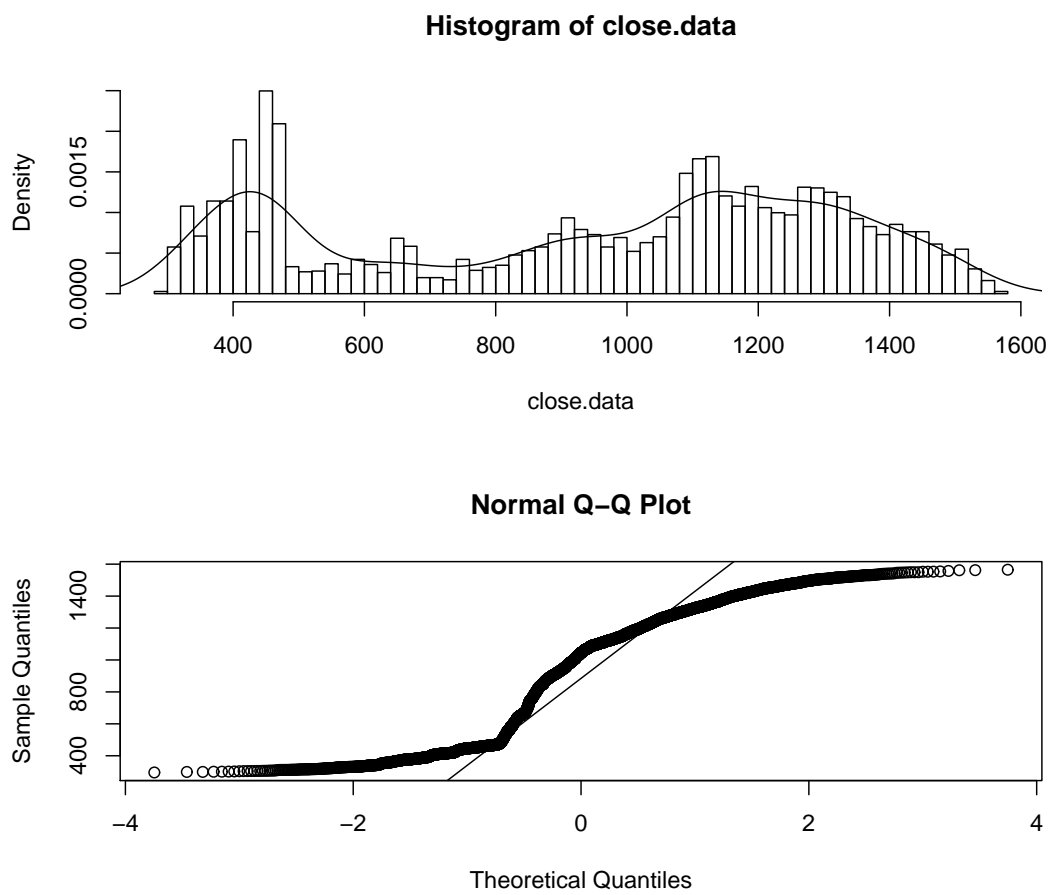 Histogram of close.data
Density
0.0000
0.0015
400
600
800
1000
1200
1400
1600
close.data
Normal Q−Q Plot
Sample Quantiles
400
800
1400
−4
−2
0
2
4
Theoretical Quantiles